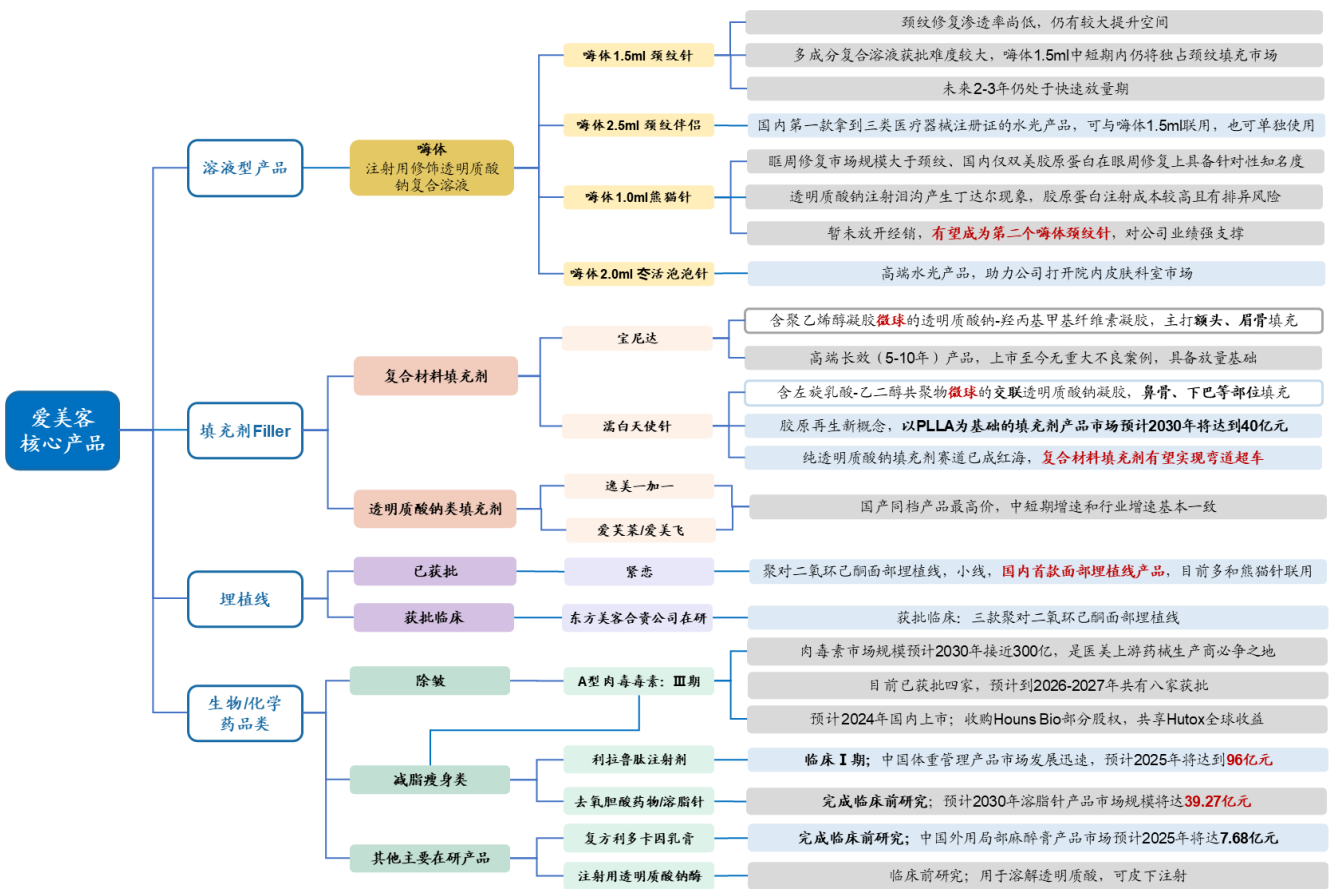 爱美客
核心产品
溶液型产品
嗨体
注射用修饰透明质酸
钠复合溶液
嗨体1.5ml 颈纹针
颈纹修复渗透率尚低，仍有较大提升空间
多成分复合溶液获批难度较大，嗨体1.5ml中短期内仍将独占颈纹填充市场
未来2-3年仍处于快速放量期
嗨体2.5ml 颈纹伴侣
国内第一款拿到三类医疗器械注册证的水光产品，可与嗨体1.5ml联用，也可单独使用
嗨体1.0ml熊猫针
眶周修复市场规模大于颈纹、国内仅双美胶原蛋白在眼周修复上具备针对性知名度
透明质酸钠注射泪沟产生丁达尔现象，胶原蛋白注射成本较高且有排异风险
暂未放开经销，有望成为第二个嗨体颈纹针，对公司业绩强支撑
嗨体2.0ml 冭活泡泡针
高端水光产品，助力公司打开院内皮肤科室市场
填充剂Filler
复合材料填充剂
宝尼达
含聚乙烯醇凝胶微球的透明质酸钠-羟丙基甲基纤维素凝胶，主打额头、眉骨填充
高端长效（5-10年）产品，上市至今无重大不良案例，具备放量基础
濡白天使针
含左旋乳酸-乙二醇共聚物微球的交联透明质酸钠凝胶，鼻骨、下巴等部位填充
胶原再生新概念，以PLLA为基础的填充剂产品市场预计2030年将达到40亿元
纯透明质酸钠填充剂赛道已成红海，复合材料填充剂有望实现弯道超车
透明质酸钠类填充剂
逸美一加一
爱芙莱/爱美飞
国产同档产品最高价，中短期增速和行业增速基本一致
埋植线
已获批
紧恋
聚对二氧环己酮面部埋植线，小线，国内首款面部埋植线产品，目前多和熊猫针联用
获批临床
东方美客合资公司在研
获批临床：三款聚对二氧环己酮面部埋植线
生物/化学
药品类
除皱
A型肉毒毒素：Ⅲ期
肉毒素市场规模预计2030年接近300亿，是医美上游药械生产商必争之地
目前已获批四家，预计到2026-2027年共有八家获批
预计2024年国内上市；收购Houns Bio部分股权，共享Hutox全球收益
减脂瘦身类
利拉鲁肽注射剂
临床Ⅰ期；中国体重管理产品市场发展迅速，预计2025年将达到96亿元
去氧胆酸药物/溶脂针
完成临床前研究；预计2030年溶脂针产品市场规模将达39.27亿元
其他主要在研产品
复方利多卡因乳膏
完成临床前研究；中国外用局部麻醉膏产品市场预计2025年将达7.68亿元
注射用透明质酸钠酶
临床前研究；用于溶解透明质酸，可皮下注射